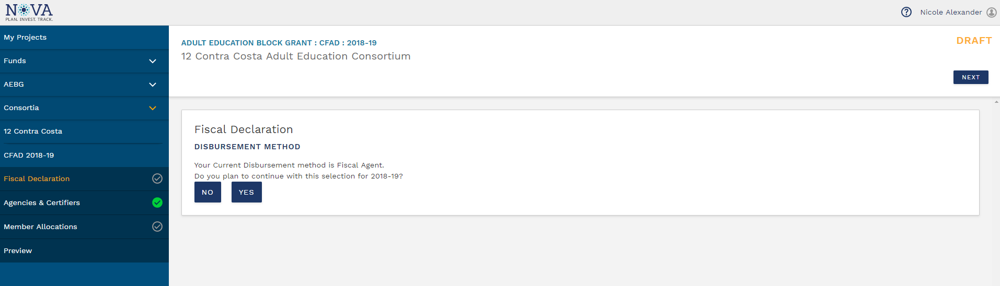 NOVA
PLAN. INVEST. TRACK.
Nicole Alexander
My Projects
Funds
AEBG
Consortia
12 Contra Costa
CFAD 2018-19
Fiscal Declaration
Agencies & Certifiers
Member Allocations
Preview
ADULT EDUCATION BLOCK GRANT : CFAD : 2018-19
DRAFT
12 Contra Costa Adult Education Consortium
NEXT
Fiscal Declaration
DISBURSEMENT METHOD
Your Current Disbursement method is Fiscal Agent.
Do you plan to continue with this selection for 2018-19?
NO YES